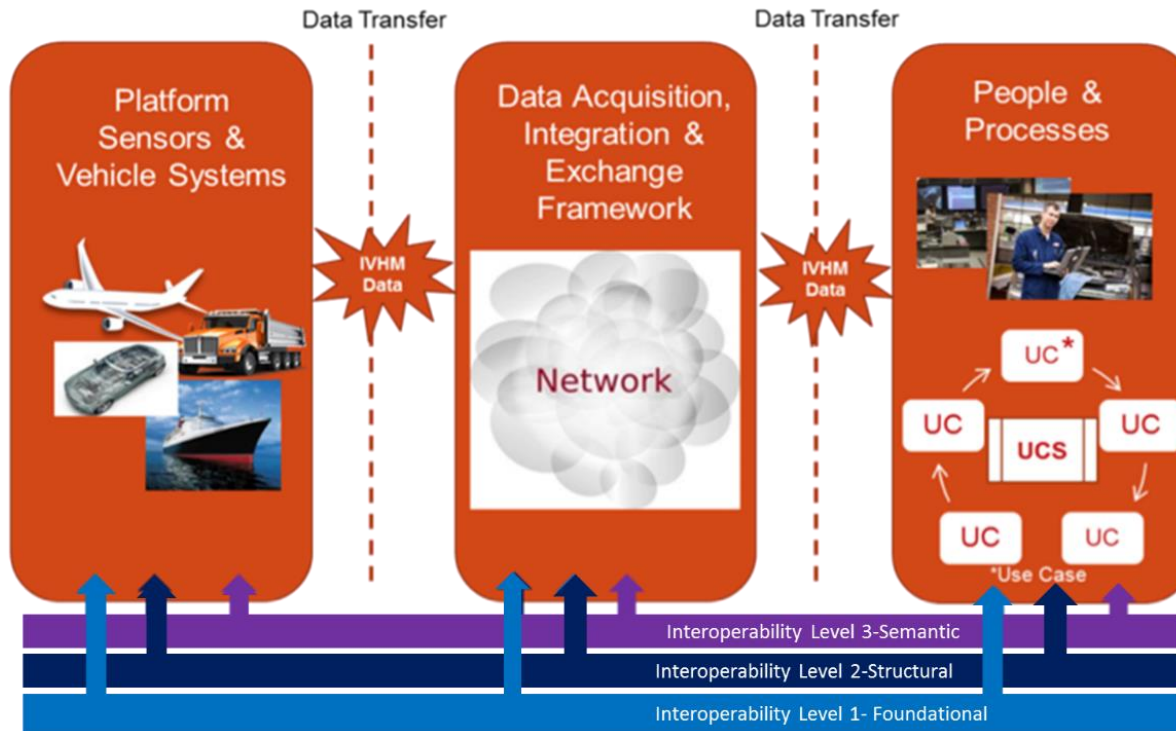 Data Transfer
Data Transfer
Platform
Sensors &
Vehicle Systems
IVHM
Data
Data Acquisition,
Integration &
Exchange
Framework
Network
IVHM
Data
People &
Processes
UC*
UC
UC
UCS
UC
UC
*Use Case
Interoperability Level 3-Semantic
Interoperability Level 2-Structural
Interoperability Level 1- Foundational